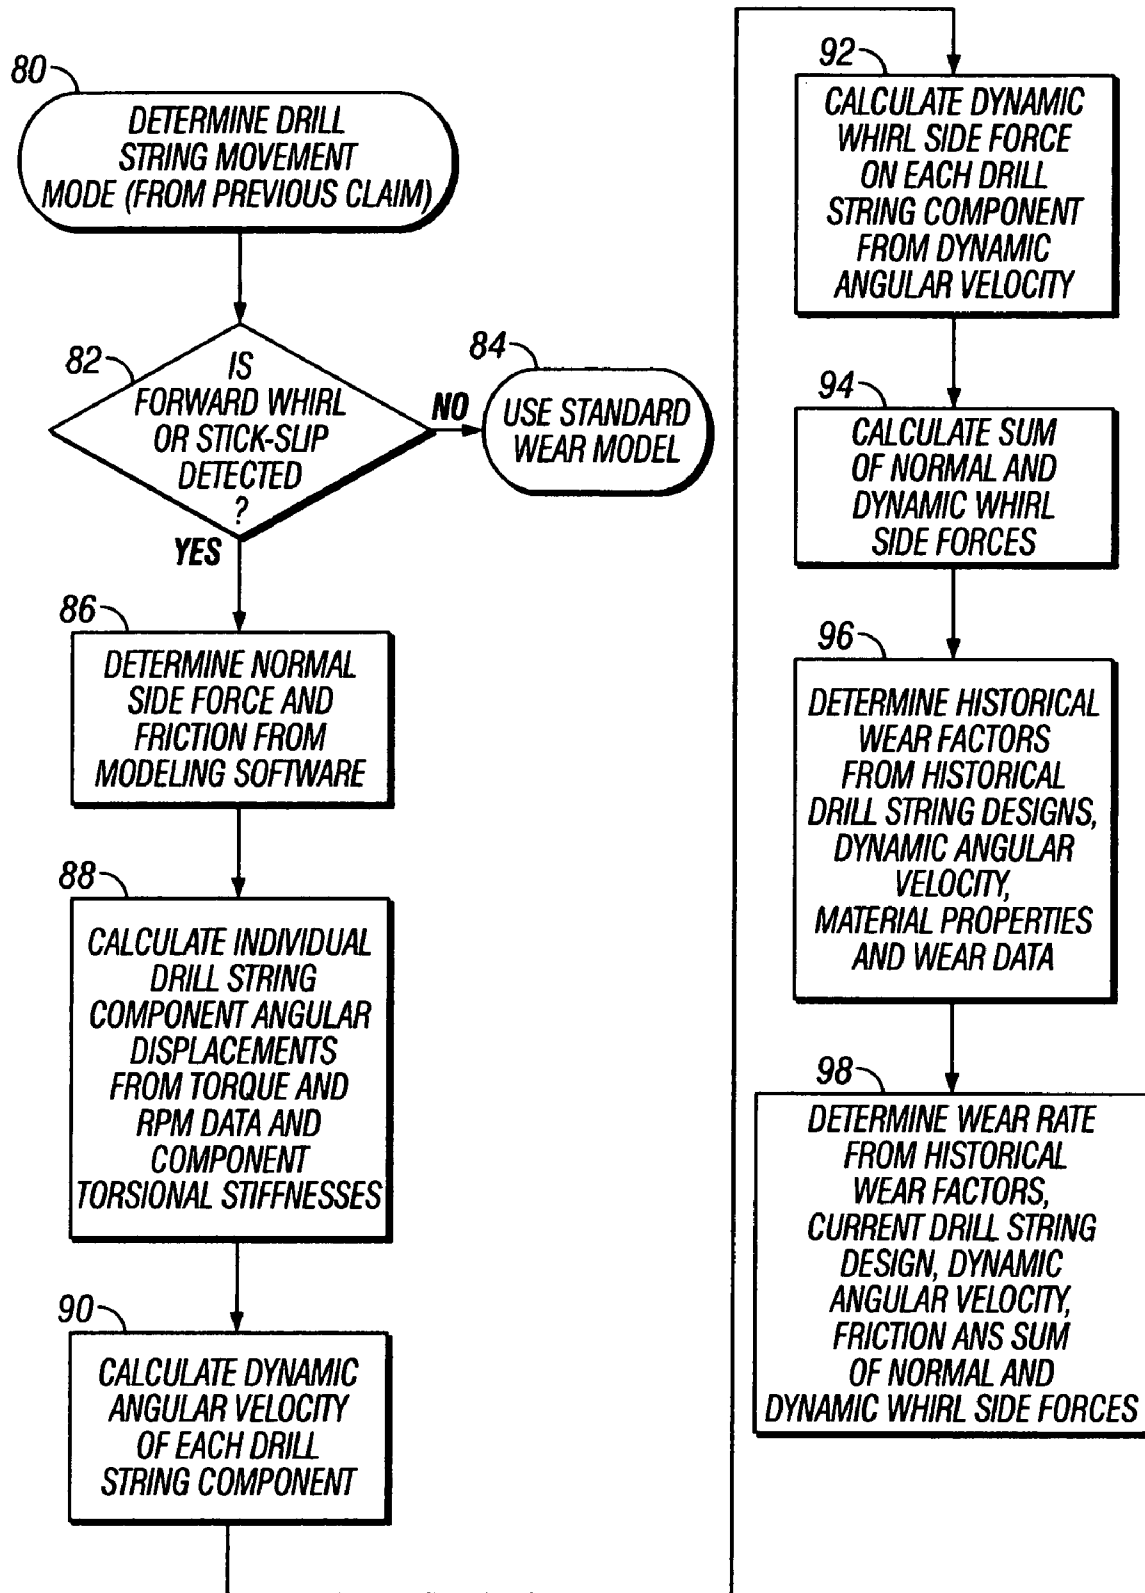 80
DETERMINE DRILL
STRING MOVEMENT
MODE (FROM PREVIOUS CLAIM)
82
IS
FORWARD WHIRL
OR STICK-SLIP
DETECTED
?
NO
84
USE STANDARD
WEAR MODEL
YES
86
DETERMINE NORMAL
SIDE FORCE AND
FRICTION FROM
MODELING SOFTWARE
88
CALCULATE INDIVIDUAL
DRILL STRING
COMPONENT ANGULAR
DISPLACEMENTS
FROM TORQUE AND
RPM DATA AND
COMPONENT
TORSIONAL STIFFNESSES
90
CALCULATE DYNAMIC
ANGULAR VELOCITY
OF EACH DRILL
STRING COMPONENT
92
CALCULATE DYNAMIC
WHIRL SIDE FORCE
ON EACH DRILL
STRING COMPONENT
FROM DYNAMIC
ANGULAR VELOCITY
94
CALCULATE SUM
OF NORMAL AND
DYNAMIC WHIRL
SIDE FORCES
96
DETERMINE HISTORICAL
WEAR FACTORS
FROM HISTORICAL
DRILL STRING DESIGNS,
DYNAMIC ANGULAR
VELOCITY,
MATERIAL PROPERTIES
AND WEAR DATA
98
DETERMINE WEAR RATE
FROM HISTORICAL
WEAR FACTORS,
CURRENT DRILL STRING
DESIGN, DYNAMIC
ANGULAR VELOCITY,
FRICTION ANS SUM
OF NORMAL AND
DYNAMIC WHIRL SIDE FORCES